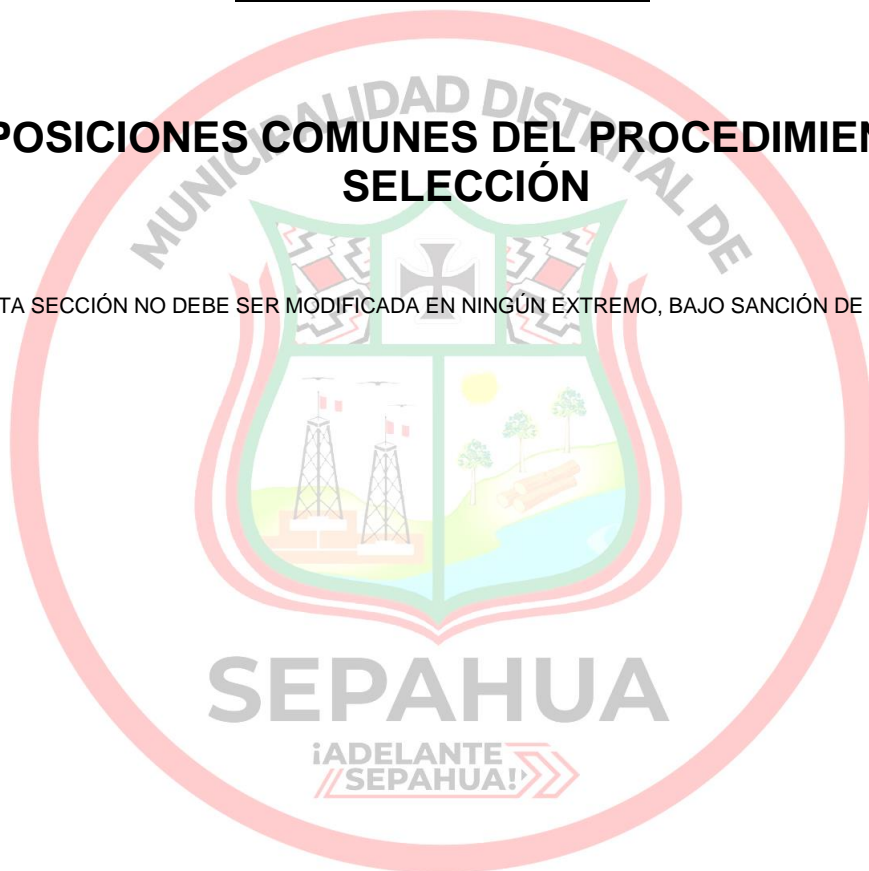 MUNICIPALIDAD DISTRITAL DE
POSICIONES COMUNES DEL PROCEDIMIEN
SELECCIÓN
TA SECCIÓN NO DEBE SER MODIFICADA EN NINGÚN EXTREMO, BAJO SANCIÓN DE
SEPAHUA
¡ADELANTE
SEPAHUA!